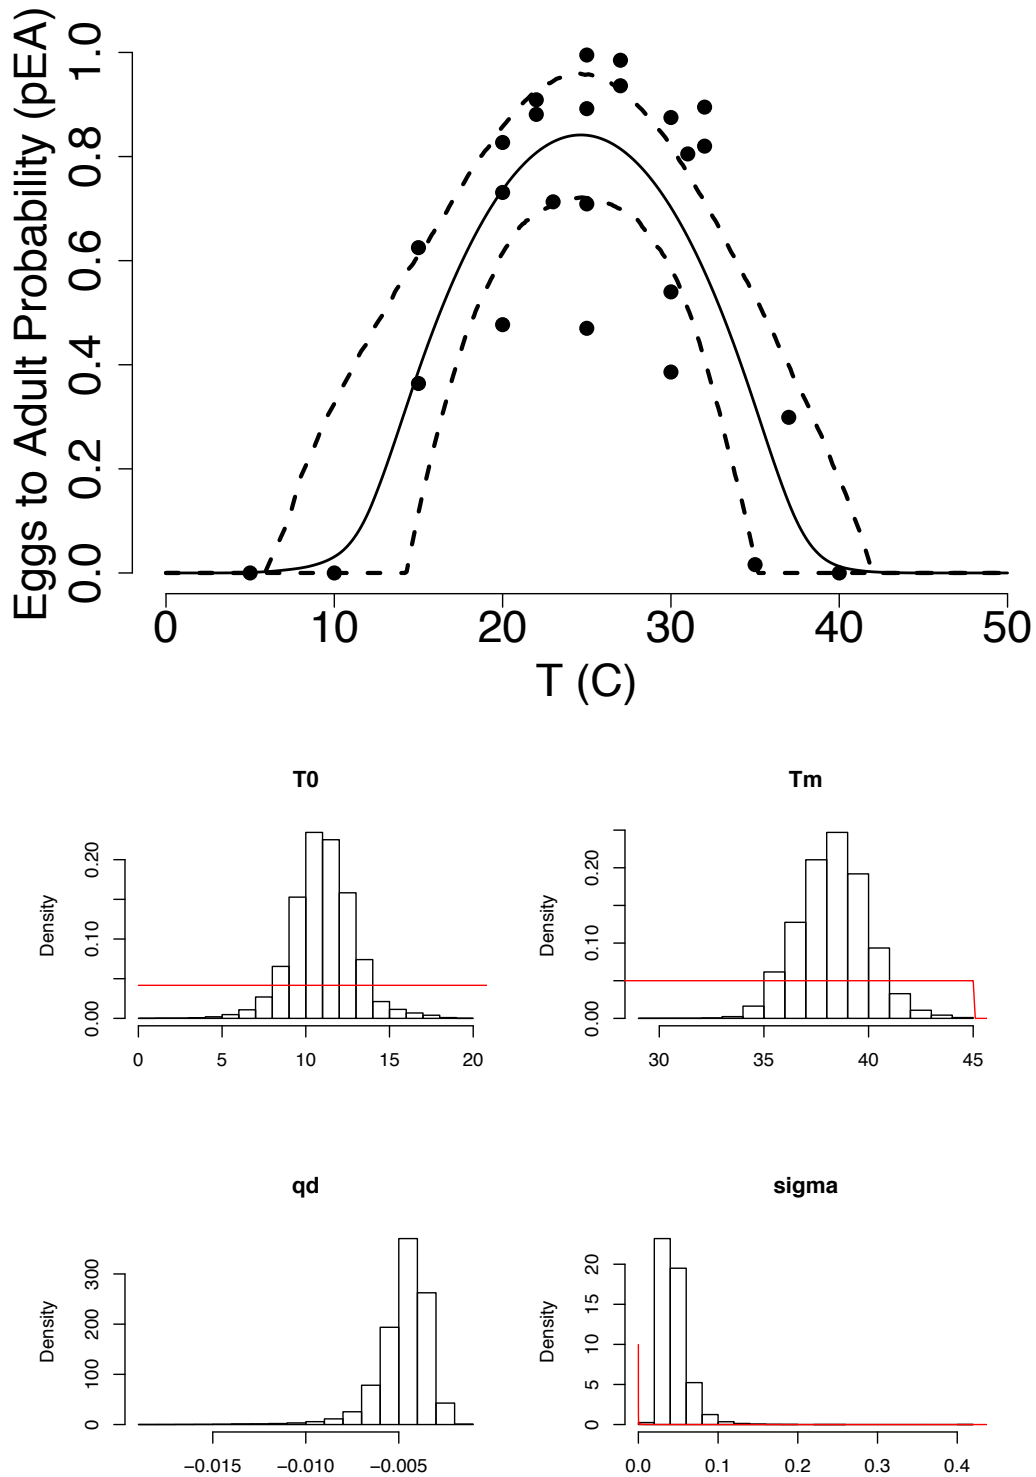 Eggs to Adult Probability (pEA)
1.0
0.8
0.6
0.4
0.2
0.0
0 10 20 30 40 50
T (C)
T0
Density
0.20
0.10
0.00
0 5 10 15 20
Tm
Density
0.20
0.10
0.00
30 35 40 45
qd
Density
300
200
100
0
−0.015 −0.010 −0.005
sigma
Density
20
15
10
5
0
0.0 0.1 0.2 0.3 0.4